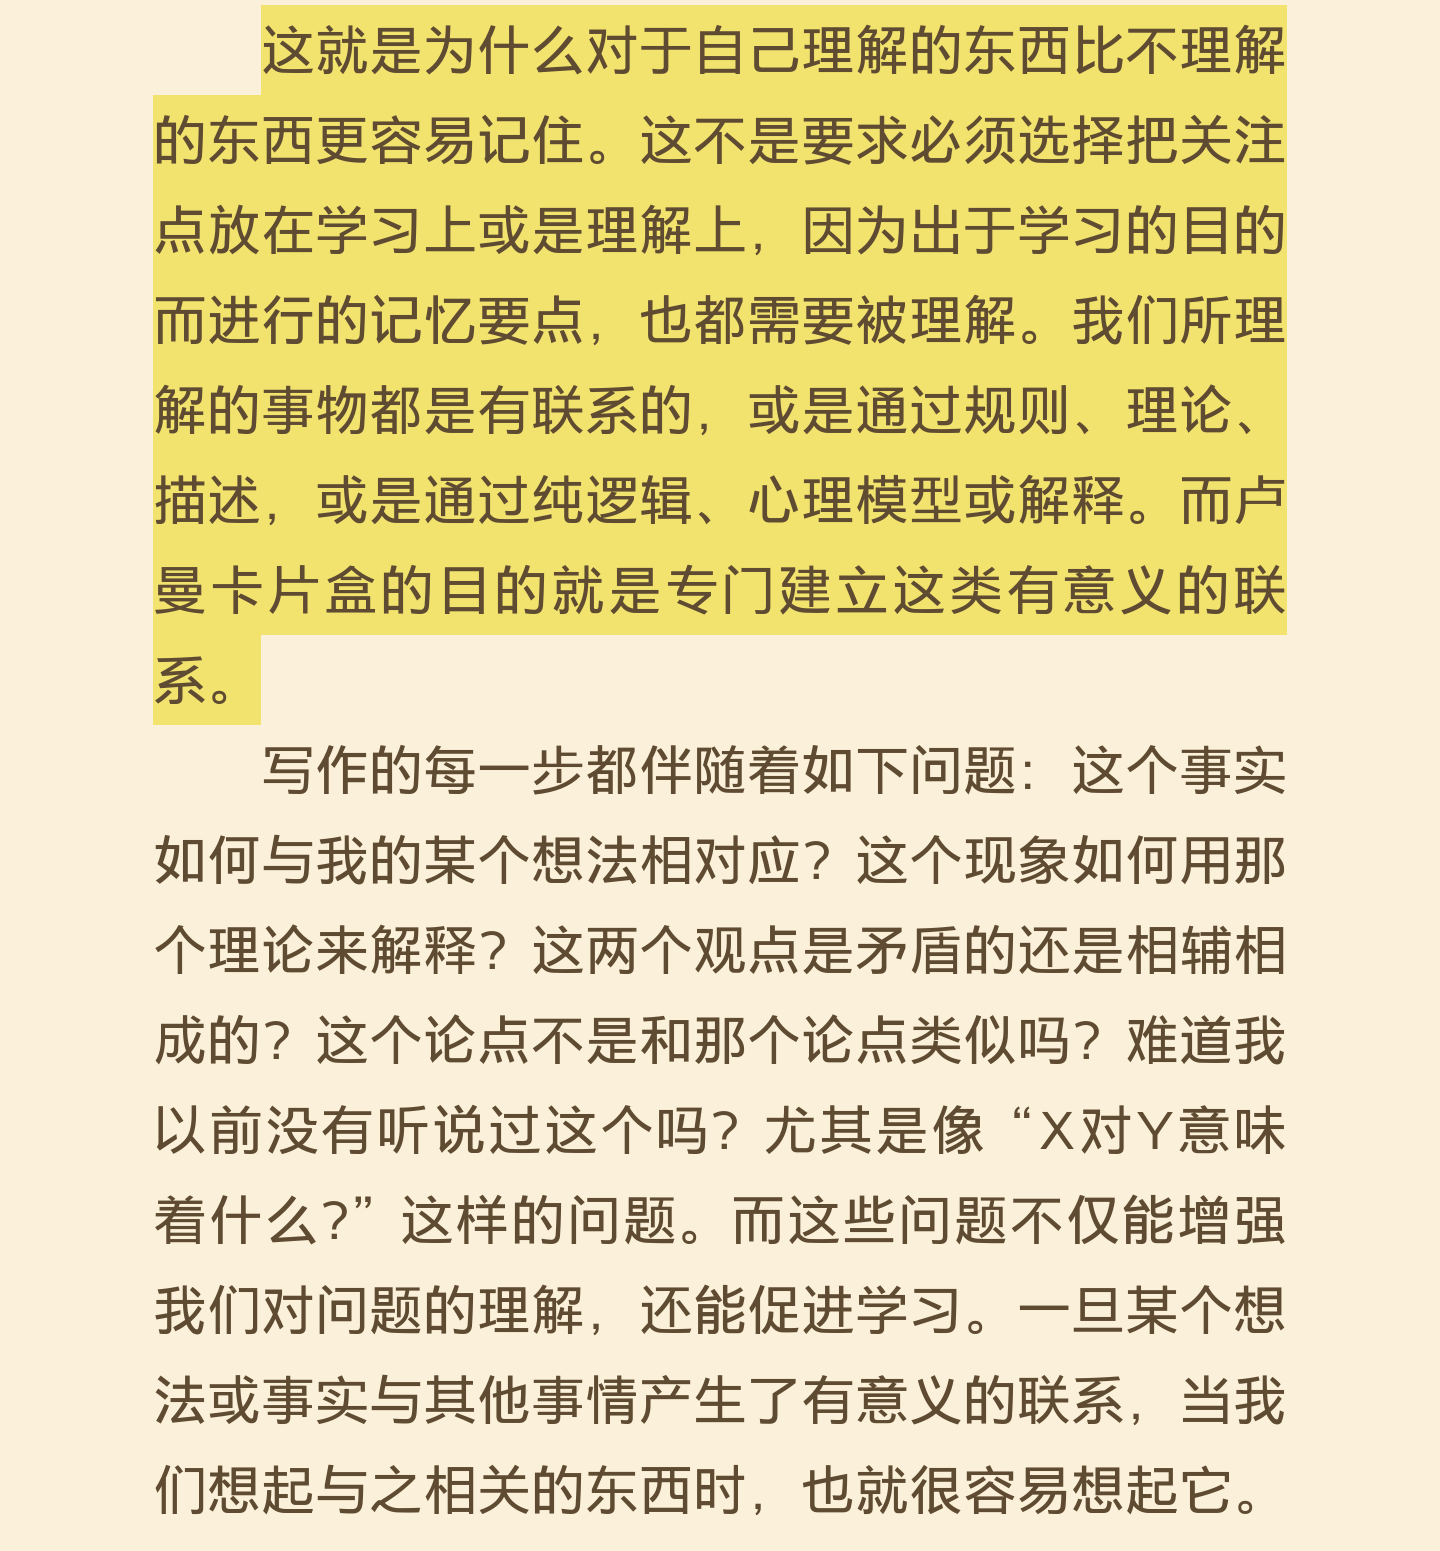 这就是为什么对于自己理解的东西比不理解
的东西更容易记住。这不是要求必须选择把关注
点放在学习上或是理解上，因为出于学习的目的
而进行的记忆要点，也都需要被理解。我们所理
解的事物都是有联系的，或是通过规则、理论、
描述，或是通过纯逻辑、心理模型或解释。而卢
曼卡片盒的目的就是专门建立这类有意义的联
系。
写作的每一步都伴随着如下问题：这个事实
如何与我的某个想法相对应？这个现象如何用那
个理论来解释？这两个观点是矛盾的还是相辅相
成的？这个论点不是和那个论点类似吗？难道我
以前没有听说过这个吗？尤其是像“X对Y意味
着什么?”这样的问题。而这些问题不仅能增强
我们对问题的理解，还能促进学习。一旦某个想
法或事实与其他事情产生了有意义的联系，当我
们想起与之相关的东西时，也就很容易想起它。